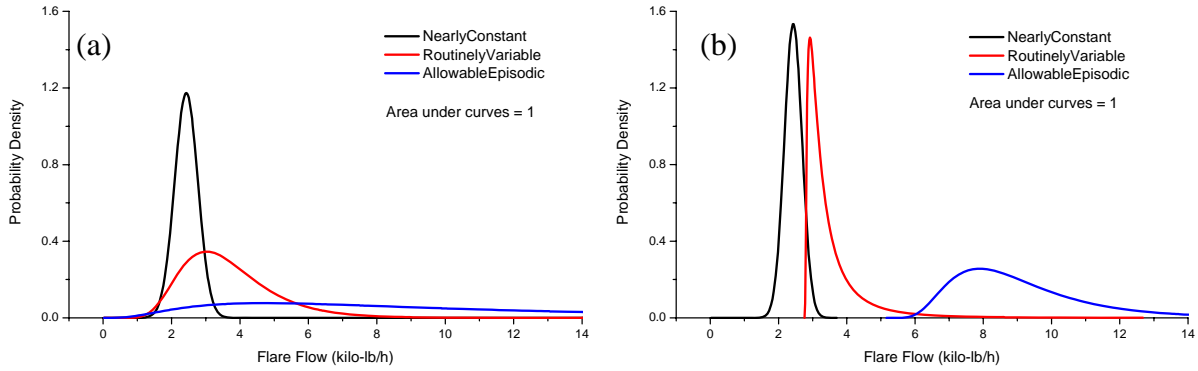 (a)
1.6
1.2
0.8
0.4
0.0
Probability Density
NearlyConstant
RoutinelyVariable
AllowableEpisodic
Area under curves = 1
0 2 4 6 8 10 12 14
Flare Flow (kilo-lb/h)
(b)
1.6
1.2
0.8
0.4
0.0
Probability Density
NearlyConstant
RoutinelyVariable
AllowableEpisodic
Area under curves = 1
0 2 4 6 8 10 12 14
Flare Flow (kilo-lb/h)